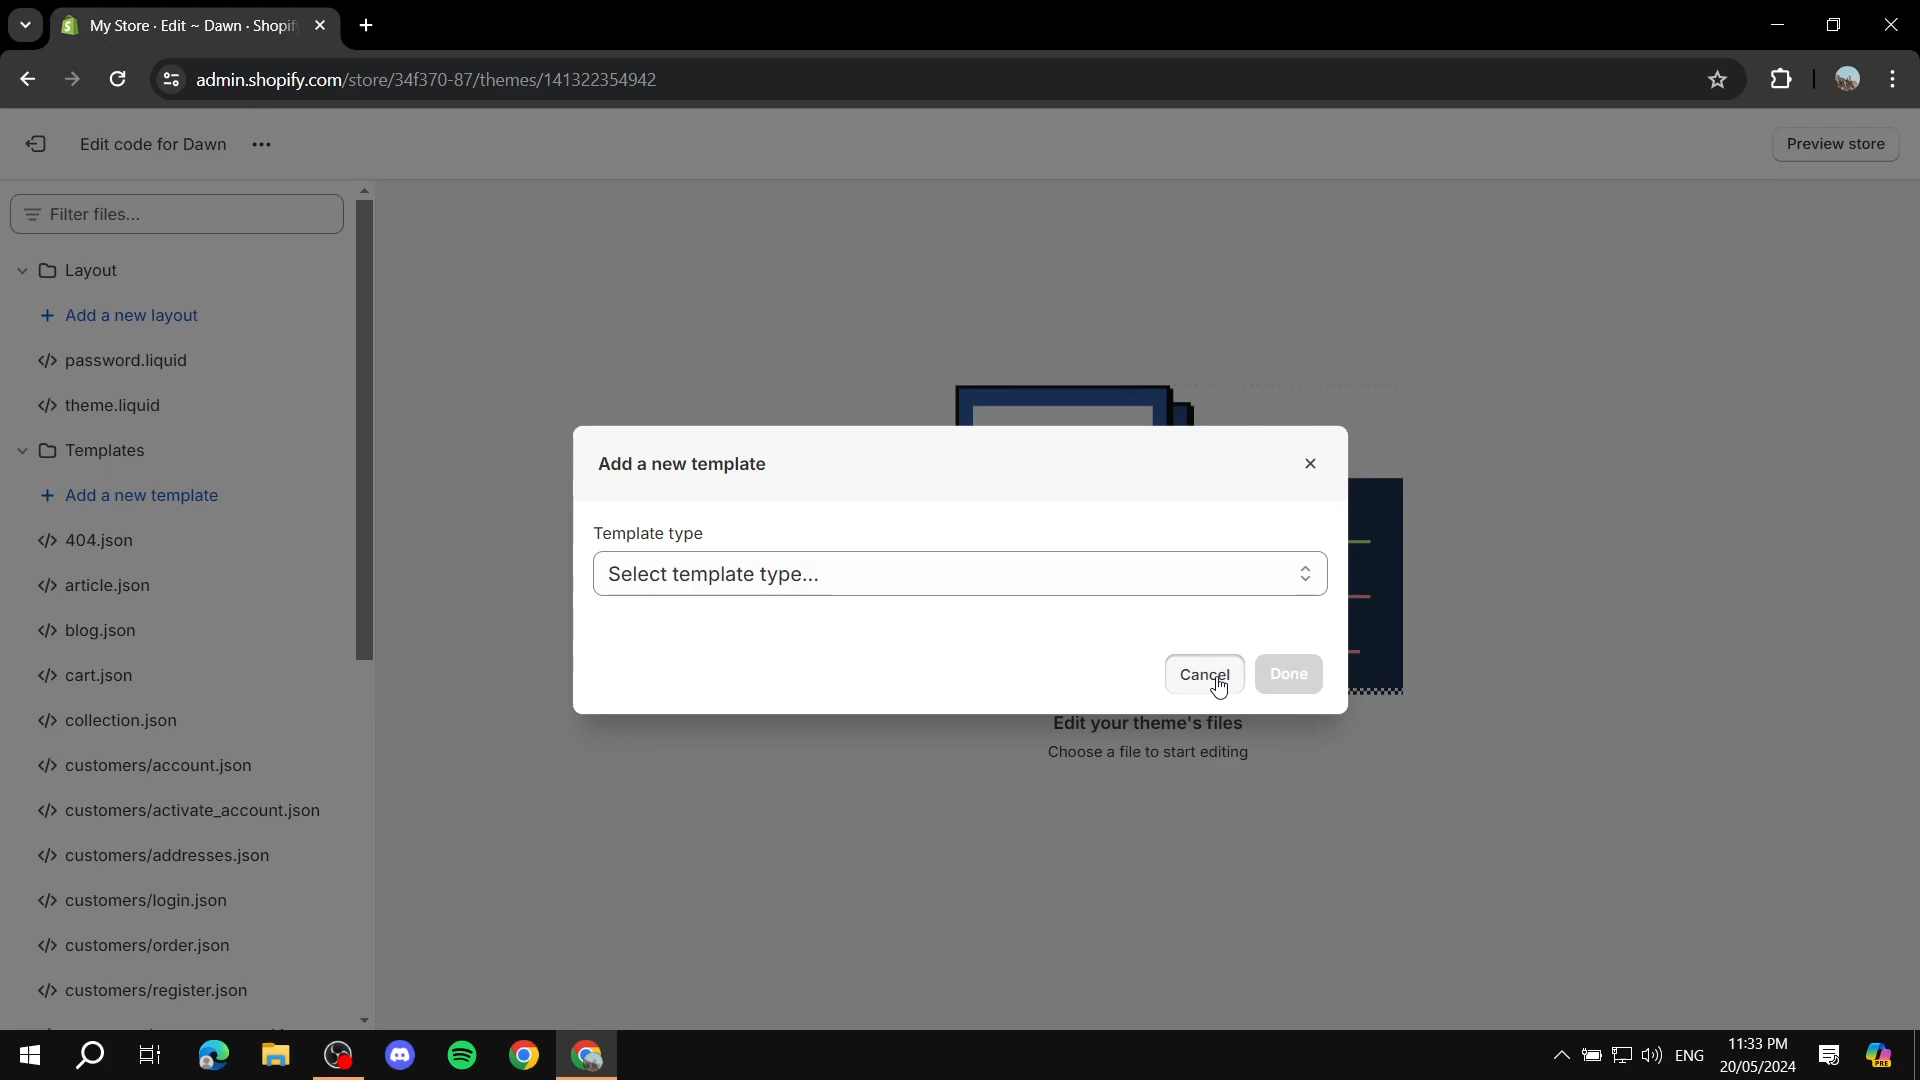 My Store · Edit ~ Dawn · Shopif
admin.shopify.com/store/34f370-87/themes/141322354942
Edit code for Dawn
Preview store
Filter files...
Layout
Add a new layout
password.liquid
theme.liquid
Templates
Add a new template
404.json
article.json
blog.json
cart.json
collection.json
customers/account.json
customers/activate_account.json
customers/addresses.json
customers/login.json
customers/order.json
customers/register.json
Add a new template
Template type
Select template type...
Cancel
Done
Edit your theme's files
Choose a file to start editing
ENG
11:33 PM
20/05/2024
PRE